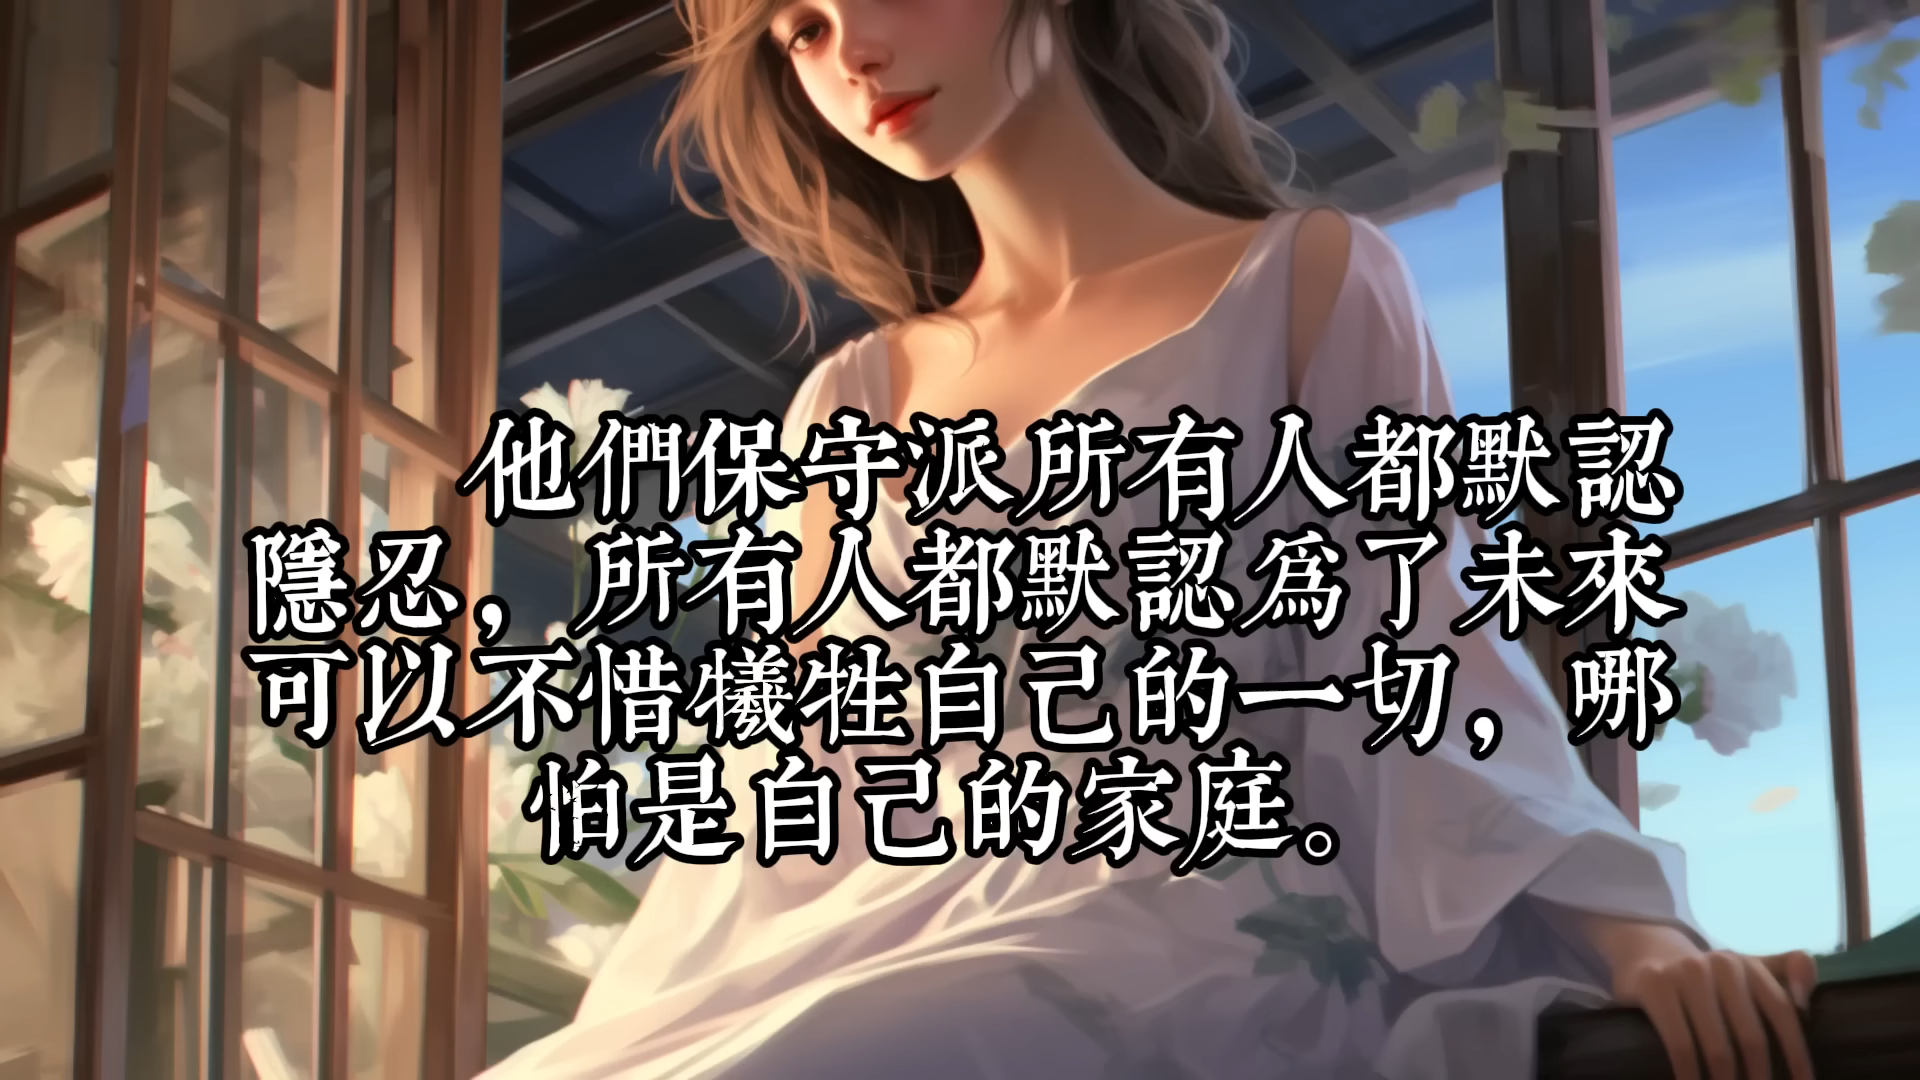 他們保守派所有人都默認
隱忍，所有人都默認爲了未來
可以不惜犧牲自己的一切，哪
怕是自己的家庭。